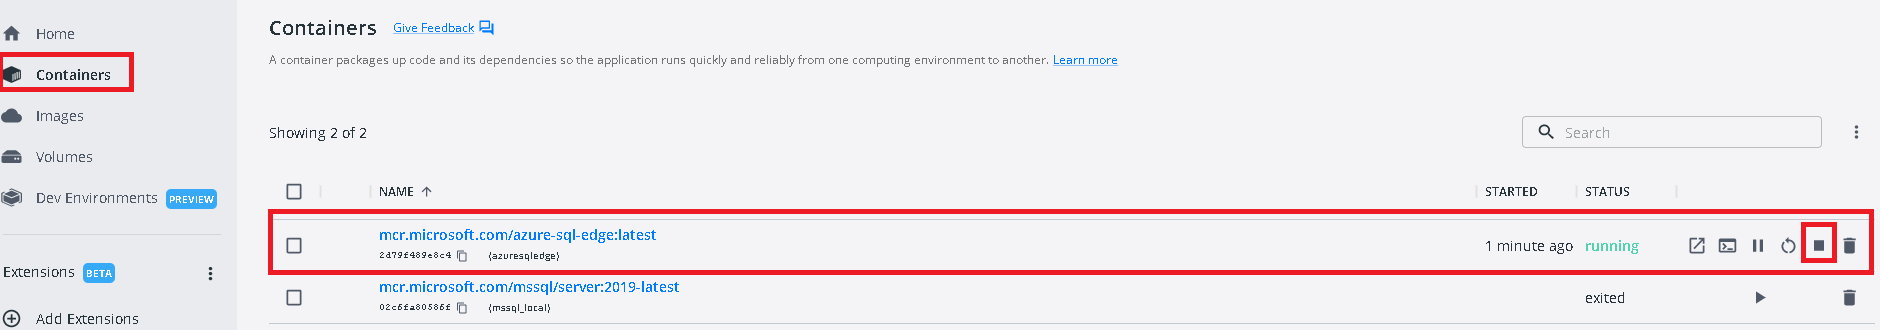 Home
Containers
Images
Volumes
Dev Environments PREVIEW
Extensions BETA
Add Extensions
Containers Give Feedback
A container packages up code and its dependencies so the application runs quickly and reliably from one computing environment to another. Learn more
Showing 2 of 2
Search
NAME STARTED STATUS
mcr.microsoft.com/azure-sql-edge:latest
1 minute ago running
2d79f489e8c4 (azuresqledge)
mcr.microsoft.com/mssql/server:2019-latest
exited
02c6fa80586f (mssql_local)